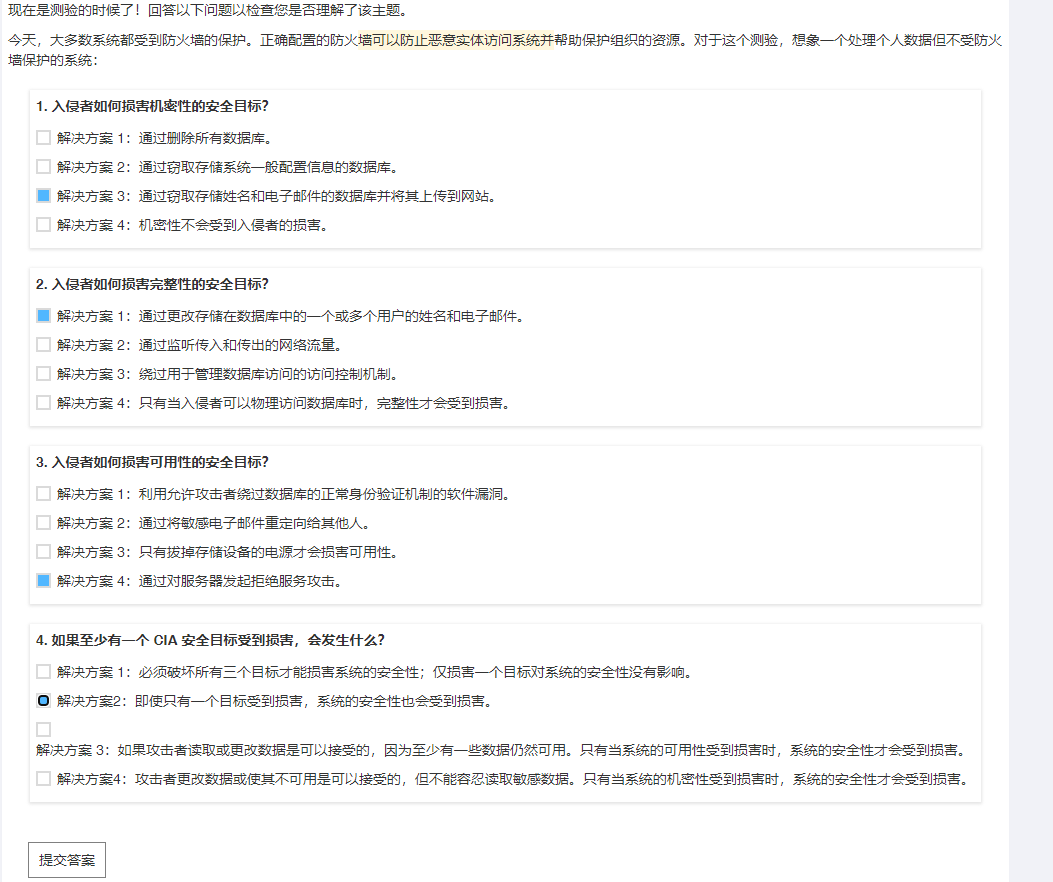 现在是测验的时候了！回答以下问题以检查您是否理解了该主题。
今天，大多数系统都受到防火墙的保护。正确配置的防火墙可以防止恶意实体访问系统并帮助保护组织的资源。对于这个测验，想象一个处理个人数据但不受防火
墙保护的系统：
1. 入侵者如何损害机密性的安全目标？
解决方案 1：通过删除所有数据库。
解决方案 2：通过窃取存储系统一般配置信息的数据库。
解决方案 3：通过窃取存储姓名和电子邮件的数据库并将其上传到网站。
解决方案 4：机密性不会受到入侵者的损害。
2. 入侵者如何损害完整性的安全目标？
解决方案 1：通过更改存储在数据库中的一个或多个用户的姓名和电子邮件。
解决方案 2：通过监听传入和传出的网络流量。
解决方案 3：绕过用于管理数据库访问的访问控制机制。
解决方案 4：只有当入侵者可以物理访问数据库时，完整性才会受到损害。
3. 入侵者如何损害可用性的安全目标？
解决方案 1：利用允许攻击者绕过数据库的正常身份验证机制的软件漏洞。
解决方案 2：通过将敏感电子邮件重定向给其他人。
解决方案 3：只有拔掉存储设备的电源才会损害可用性。
解决方案 4：通过对服务器发起拒绝服务攻击。
4. 如果至少有一个 CIA 安全目标受到损害，会发生什么？
解决方案 1：必须破坏所有三个目标才能损害系统的安全性；仅损害一个目标对系统的安全性没有影响。
解决方案2：即使只有一个目标受到损害，系统的安全性也会受到损害。
解决方案 3：如果攻击者读取或更改数据是可以接受的，因为至少有一些数据仍然可用。只有当系统的可用性受到损害时，系统的安全性才会受到损害。
解决方案4：攻击者更改数据或使其不可用是可以接受的，但不能容忍读取敏感数据。只有当系统的机密性受到损害时，系统的安全性才会受到损害。
提交答案